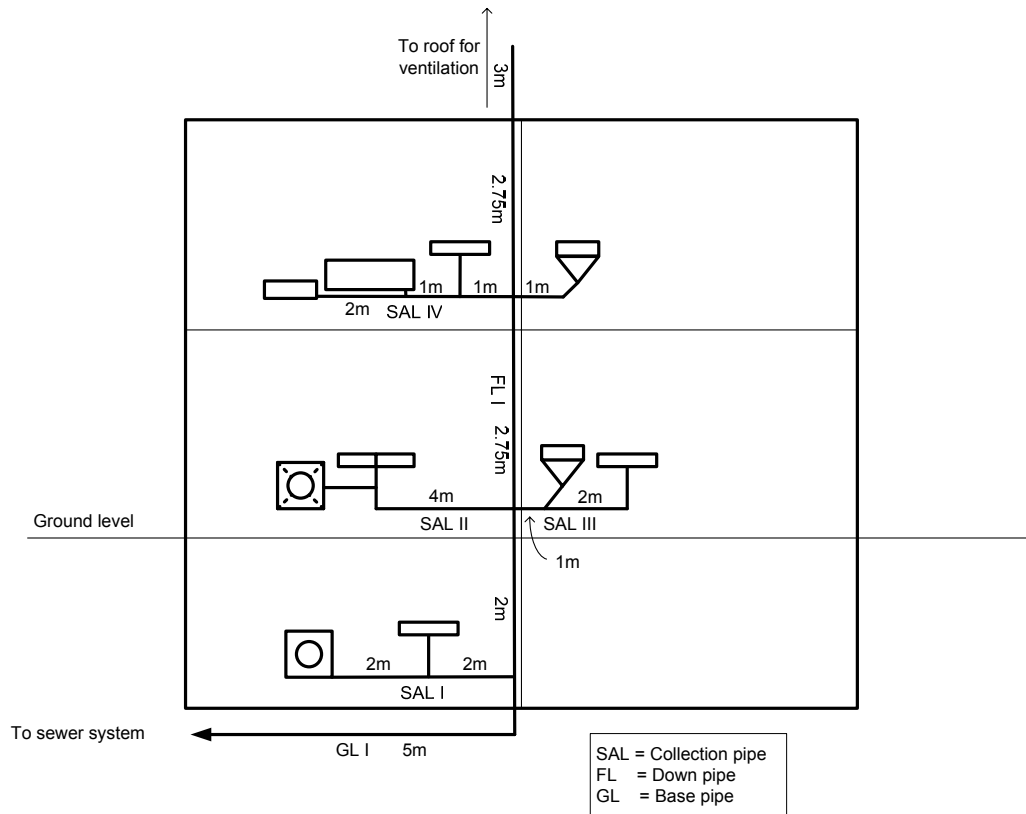 To roof for
ventilation
3m
2.75m
1m 1m 1m
2m SAL IV
FL I
2.75m
4m 2m
SAL II SAL III
Ground level
1m
2m
2m 2m
SAL I
To sewer system
GL I 5m
SAL = Collection pipe
FL = Down pipe
GL = Base pipe